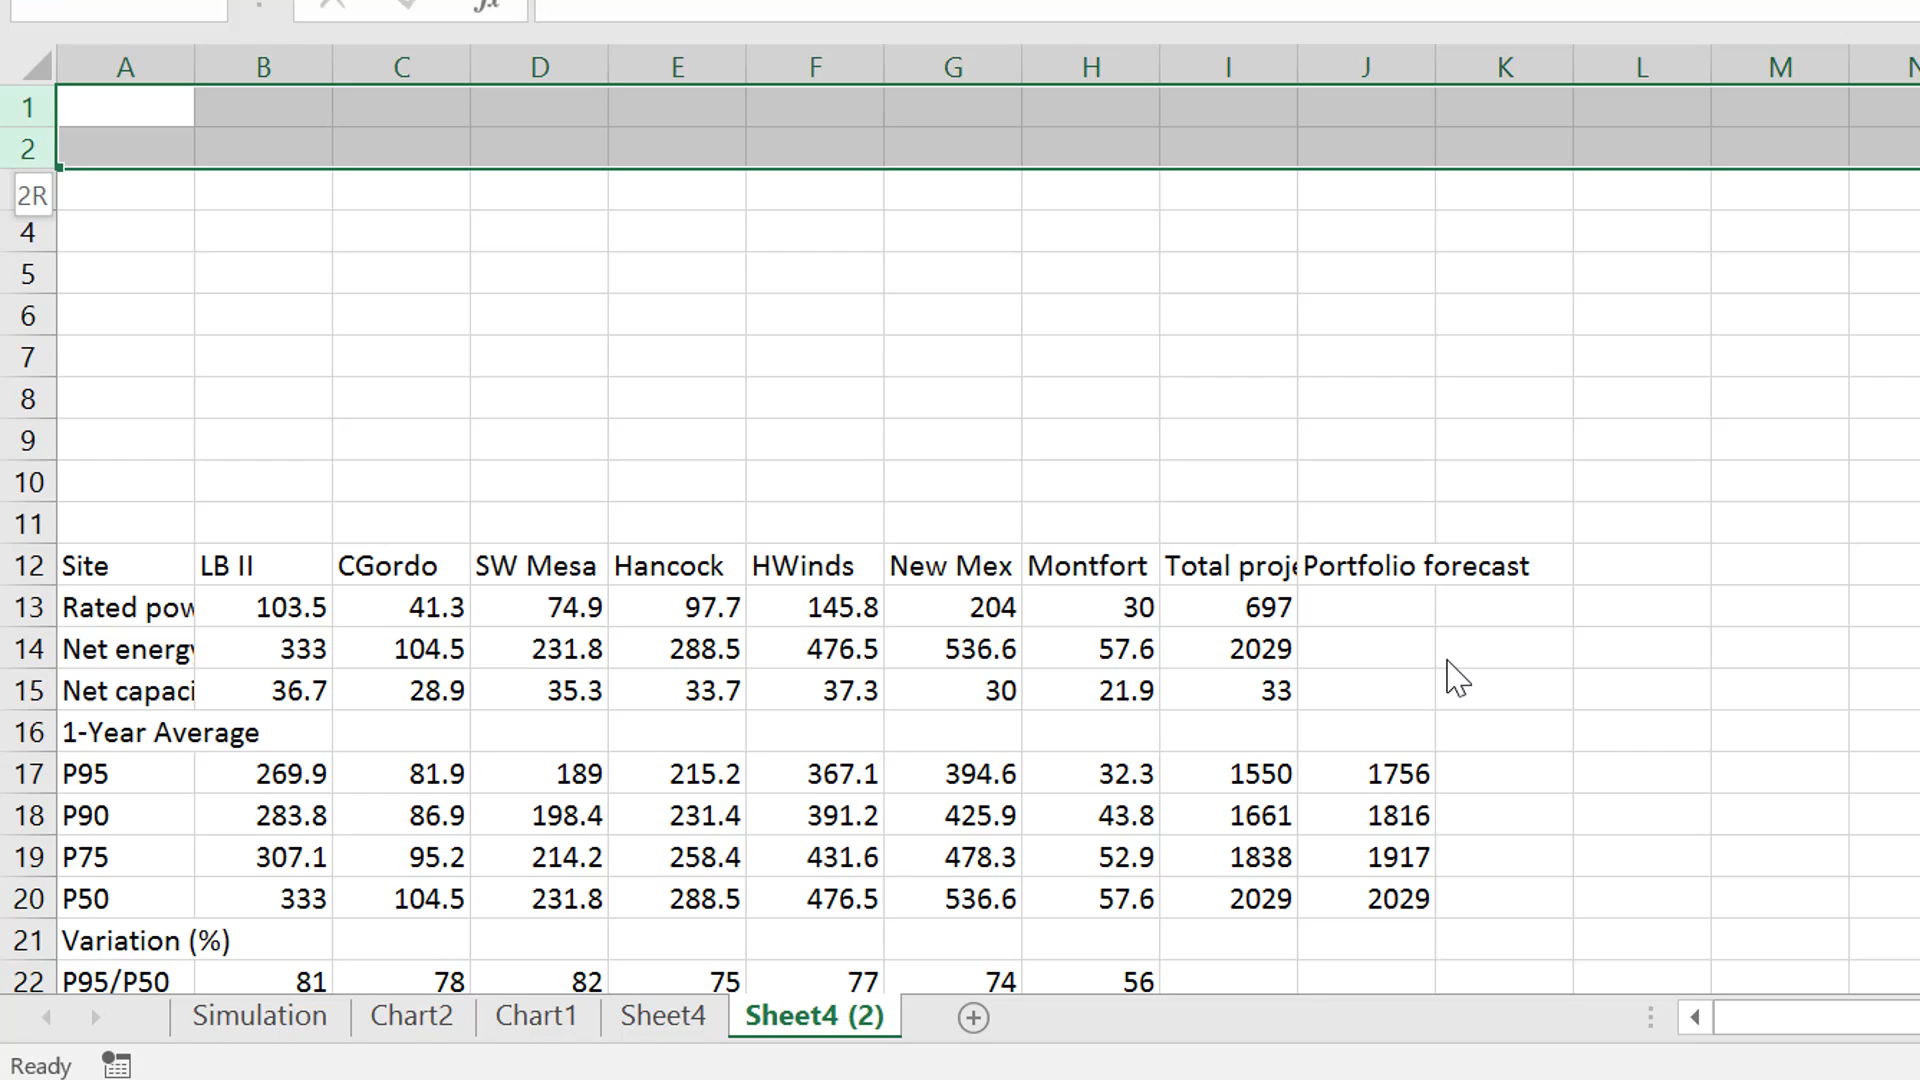 fx
A B C D E F G H I J K L M N
1
2
2R
4
5
6
7
8
9
10
11
12 Site LB II CGordo SW Mesa Hancock HWinds New Mex Montfort Total proje Portfolio forecast
13 Rated pow 103.5 41.3 74.9 97.7 145.8 204 30 697
14 Net energy 333 104.5 231.8 288.5 476.5 536.6 57.6 2029
15 Net capaci 36.7 28.9 35.3 33.7 37.3 30 21.9 33
16 1-Year Average
17 P95 269.9 81.9 189 215.2 367.1 394.6 32.3 1550 1756
18 P90 283.8 86.9 198.4 231.4 391.2 425.9 43.8 1661 1816
19 P75 307.1 95.2 214.2 258.4 431.6 478.3 52.9 1838 1917
20 P50 333 104.5 231.8 288.5 476.5 536.6 57.6 2029 2029
21 Variation (%)
22 P95/P50 81 78 82 75 77 74 56
Simulation Chart2 Chart1 Sheet4 Sheet4 (2)
Ready